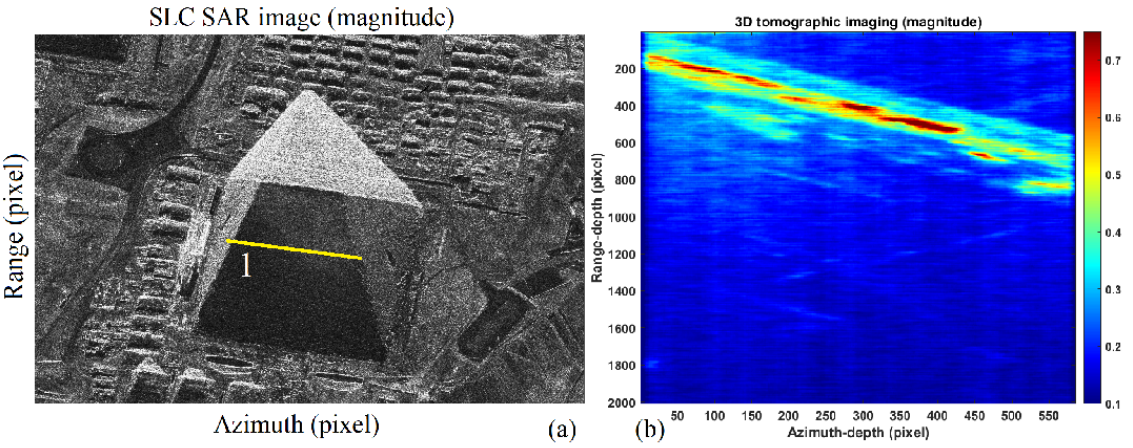 SLC SAR image (magnitude)
Range (pixel)
1
Azimuth (pixel)
(a)
3D tomographic imaging (magnitude)
Range-depth (pixel)
200
400
600
800
1000
1200
1400
1600
1800
2000
50 100 150 200 250 300 350 400 450 500 550
Azimuth-depth (pixel)
(b)
0.7
0.6
0.5
0.4
0.3
0.2
0.1